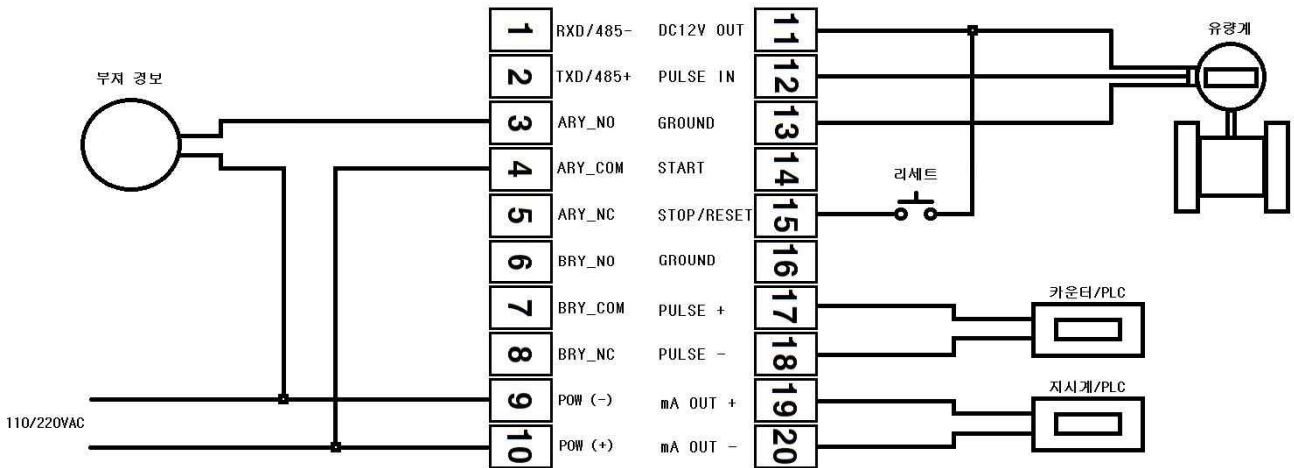 1 RXD/485- DC12V OUT 11
유량계
부저 경보
2 TXD/485+ PULSE IN 12
3 ARY_NO GROUND 13
4 ARY_COM START 14
리세트
5 ARY_NC STOP/RESET 15
6 BRY_NO GROUND 16
카운터/PLC
7 BRY_COM PULSE + 17
8 BRY_NC PULSE - 18
지시계/PLC
9 POW (-) mA OUT + 19
110/220VAC
10 POW (+) mA OUT - 20